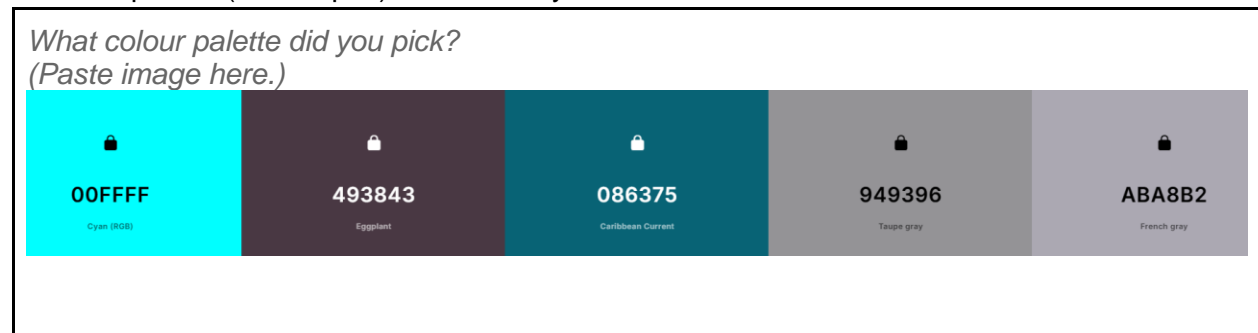 What colour palette did you pick?
(Paste image here.)
00FFFF 493843 086375 949396 ABA8B2
Cyan (RGB) Eggplant Caribbean Current Taupe gray French gray